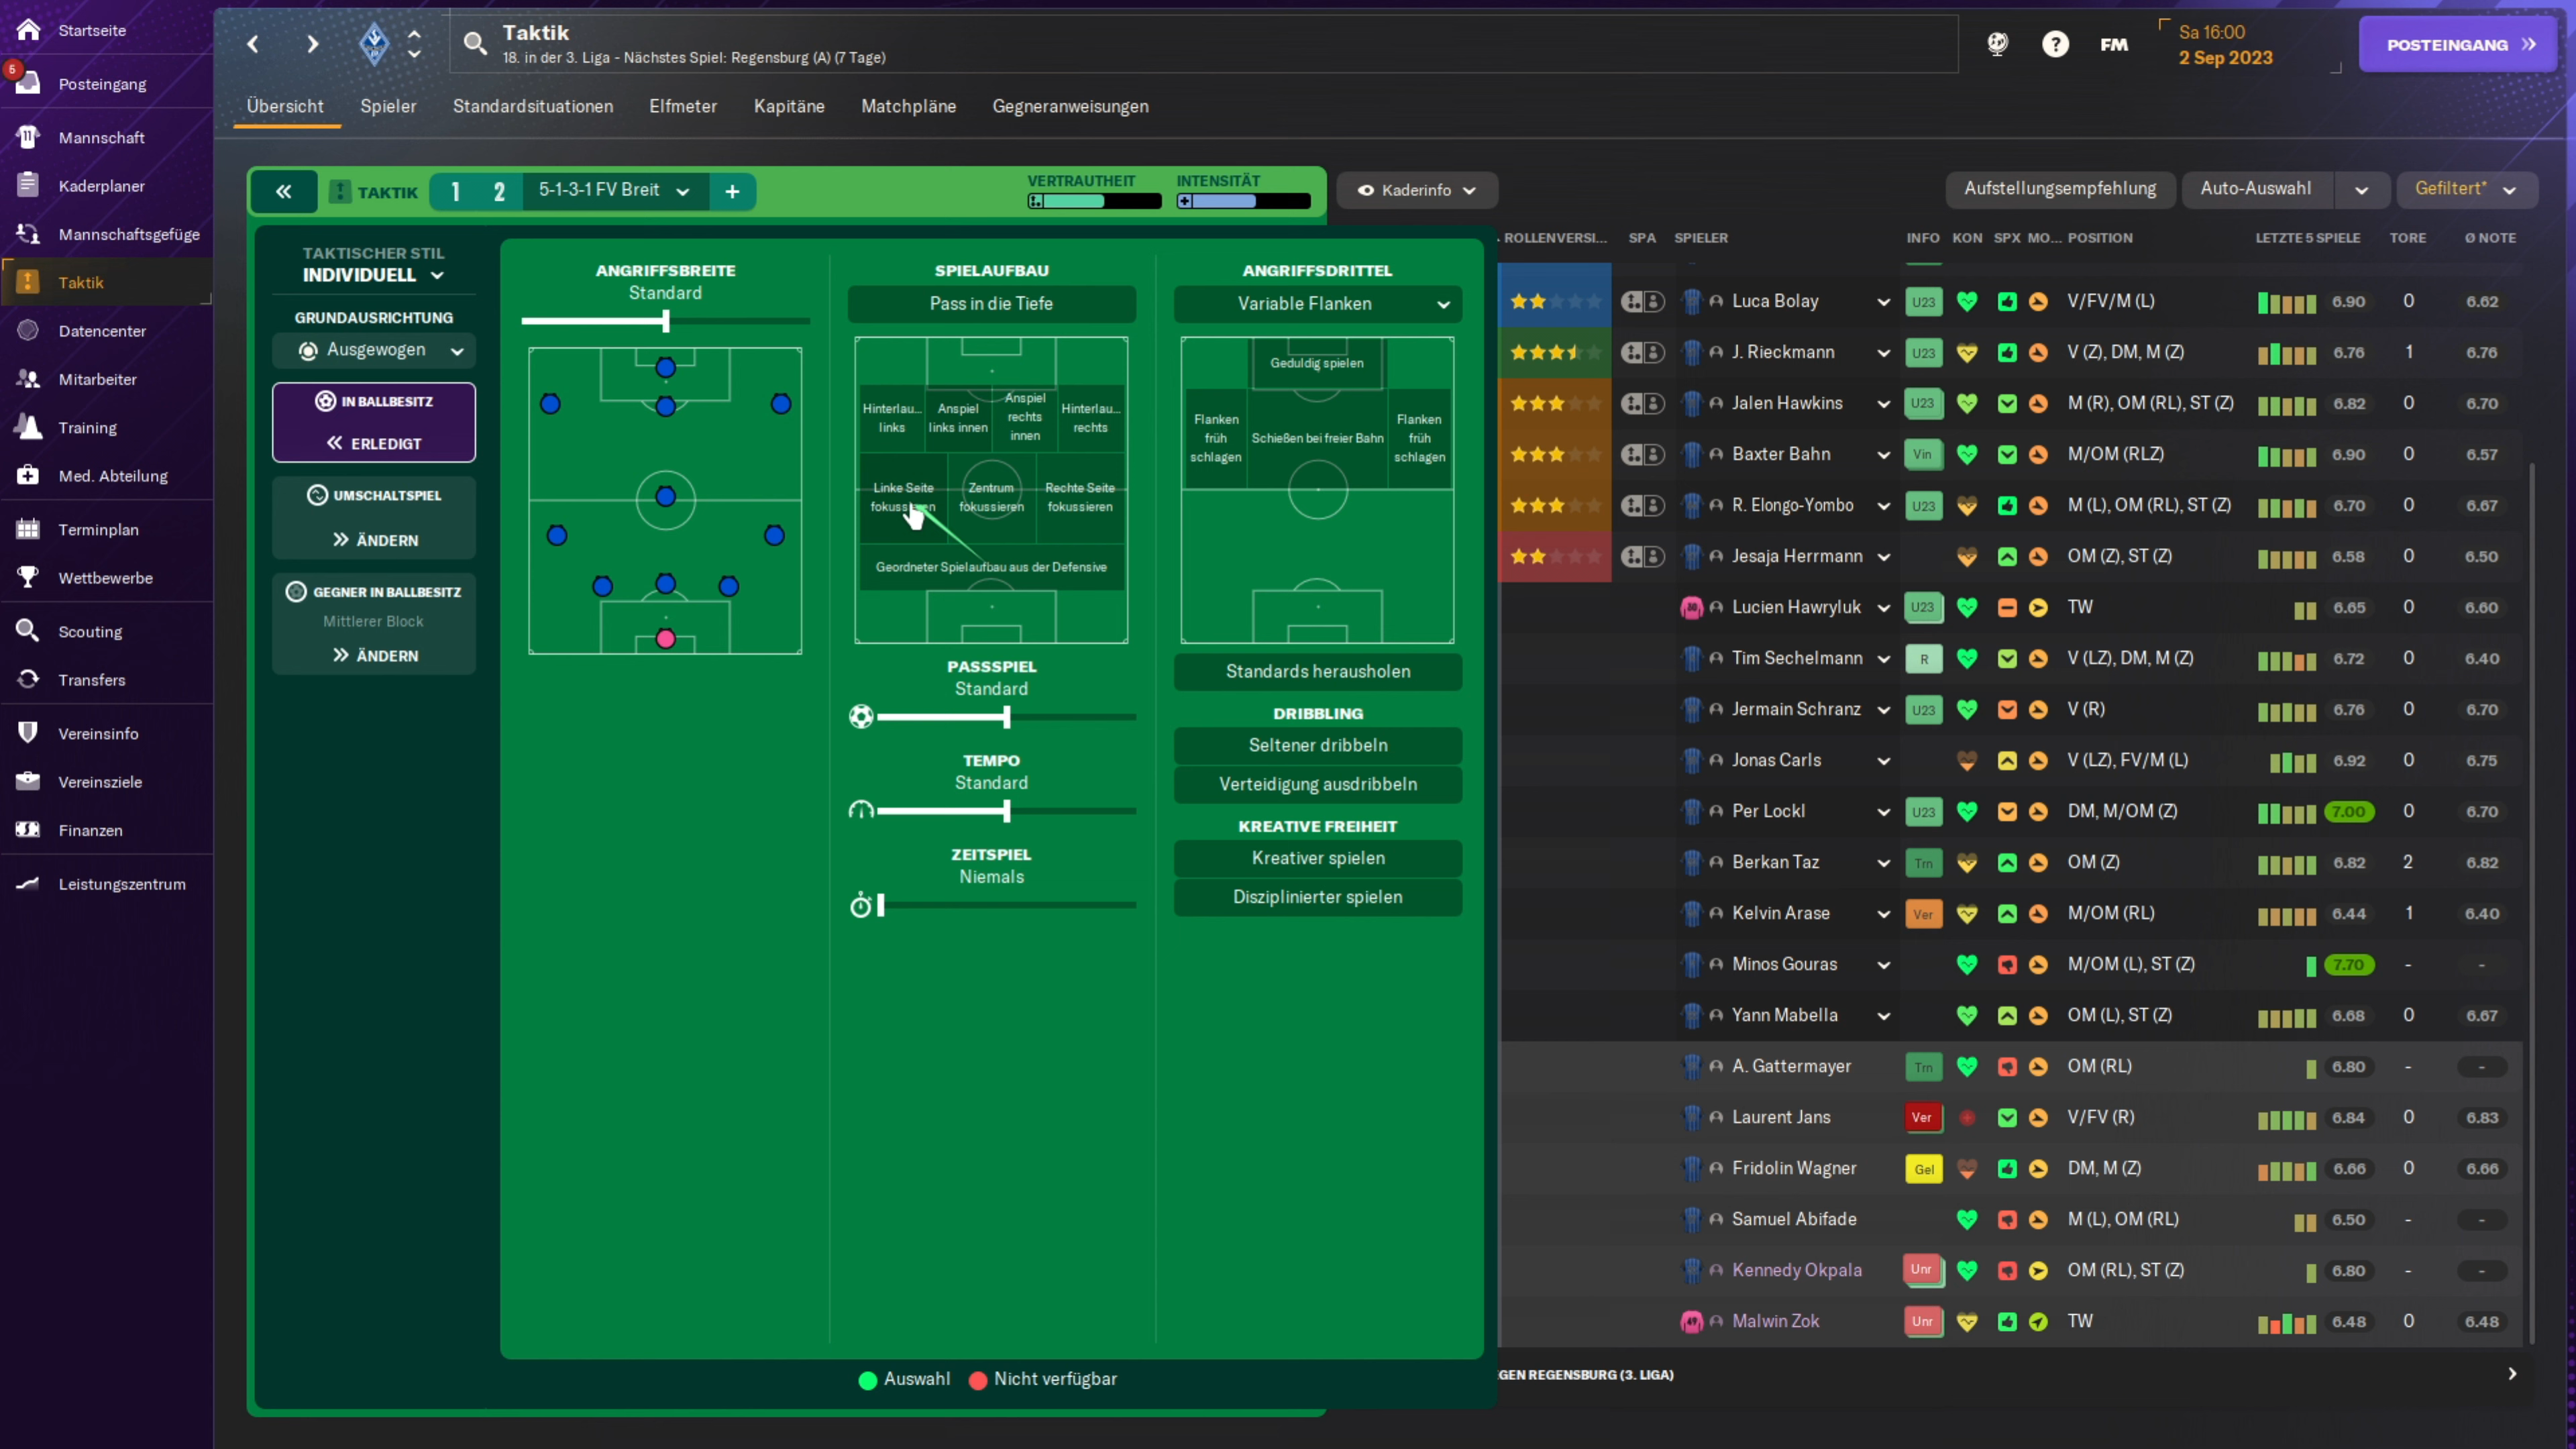 Startseite
5
Posteingang
Mannschaft
Kaderplaner
Mannschaftsgefüge
Taktik
Datencenter
Mitarbeiter
Training
Med. Abteilung
Terminplan
Wettbewerbe
Scouting
Transfers
Vereinsinfo
Vereinsziele
Finanzen
Leistungszentrum
Taktik
18. in der 3. Liga - Nächstes Spiel: Regensburg (A) (7 Tage)
FM
Sa 16:00
2 Sep 2023
POSTEINGANG
Übersicht Spieler Standardsituationen Elfmeter Kapitäne Matchpläne Gegneranweisungen
TAKTIK 1 2 5-1-3-1 FV Breit +
VERTRAUTHEIT INTENSITÄT
Kaderinfo
Aufstellungsempfehlung Auto-Auswahl Gefiltert*
TAKTISCHER STIL
INDIVIDUELL
GRUNDAUSRICHTUNG
Ausgewogen
IN BALLBESITZ
ERLEDIGT
UMSCHALTSPIEL
ÄNDERN
GEGNER IN BALLBESITZ
Mittlerer Block
ÄNDERN
ANGRIFFSBREITE
Standard
SPIELAUFBAU
Pass in die Tiefe
Hinterlau... links
Anspiel links innen
Anspiel rechts innen
Hinterlau... rechts
Linke Seite fokussieren
Zentrum fokussieren
Rechte Seite fokussieren
Geordneter Spielaufbau aus der Defensive
PASSSPIEL
Standard
TEMPO
Standard
ZEITSPIEL
Niemals
ANGRIFFSDRITTEL
Variable Flanken
Geduldig spielen
Flanken früh schlagen
Schießen bei freier Bahn
Flanken früh schlagen
Standards herausholen
DRIBBLING
Seltener dribbeln
Verteidigung ausdribbeln
KREATIVE FREIHEIT
Kreativer spielen
Disziplinierter spielen
Auswahl Nicht verfügbar
ROLLENVERSI... SPA SPIELER INFO KON SPX MO... POSITION LETZTE 5 SPIELE TORE Ø NOTE
Luca Bolay U23 V/FV/M (L) 6.90 0 6.62
J. Rieckmann U23 V (Z), DM, M (Z) 6.76 1 6.76
Jalen Hawkins U23 M (R), OM (RL), ST (Z) 6.82 0 6.70
Baxter Bahn Vin M/OM (RLZ) 6.90 0 6.57
R. Elongo-Yombo U23 M (L), OM (RL), ST (Z) 6.70 0 6.67
Jesaja Herrmann OM (Z), ST (Z) 6.58 0 6.50
Lucien Hawryluk U23 TW 6.65 0 6.60
Tim Sechelmann R V (LZ), DM, M (Z) 6.72 0 6.40
Jermain Schranz U23 V (R) 6.76 0 6.70
Jonas Carls V (LZ), FV/M (L) 6.92 0 6.75
Per Lockl U23 DM, M/OM (Z) 7.00 0 6.70
Berkan Taz Trn OM (Z) 6.82 2 6.82
Kelvin Arase Ver M/OM (RL) 6.44 1 6.40
Minos Gouras M/OM (L), ST (Z) 7.70 - -
Yann Mabella OM (L), ST (Z) 6.68 0 6.67
A. Gattermayer Trn OM (RL) 6.80 - -
Laurent Jans Ver V/FV (R) 6.84 0 6.83
Fridolin Wagner Gel DM, M (Z) 6.66 0 6.66
Samuel Abifade M (L), OM (RL) 6.50 - -
Kennedy Okpala Unr OM (RL), ST (Z) 6.80 - -
Malwin Zok Unr TW 6.48 0 6.48
GEN REGENSBURG (3. LIGA)